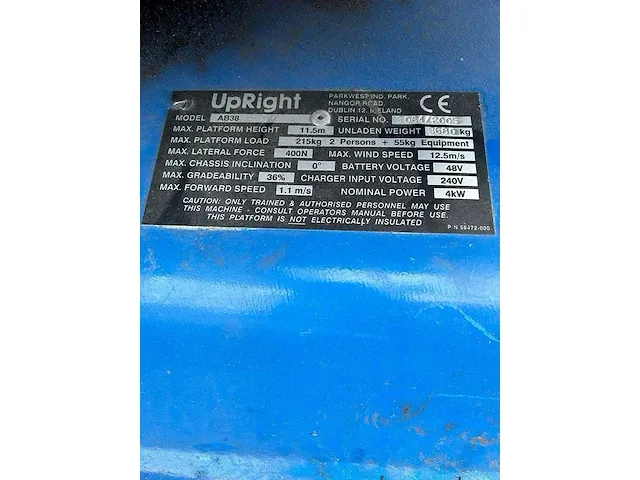 UpRight
PARKWEST IND. PARK.
NANGOR ROAD.
DUBLIN 12. IRELAND
CE
MODEL AB38
SERIAL NO.
MAX. PLATFORM HEIGHT 11.5m UNLADEN WEIGHT kg
MAX. PLATFORM LOAD 215kg 2 Persons + 55kg Equipment
MAX. LATERAL FORCE 400N MAX. WIND SPEED 12.5m/s
MAX. CHASSIS INCLINATION 0° BATTERY VOLTAGE 48V
MAX. GRADEABILITY 36% CHARGER INPUT VOLTAGE 240V
MAX. FORWARD SPEED 1.1 m/s NOMINAL POWER 4kW
CAUTION: ONLY TRAINED & AUTHORISED PERSONNEL MAY USE
THIS MACHINE - CONSULT OPERATORS MANUAL BEFORE USE.
THIS PLATFORM IS NOT ELECTRICALLY INSULATED
P/N 58472-000